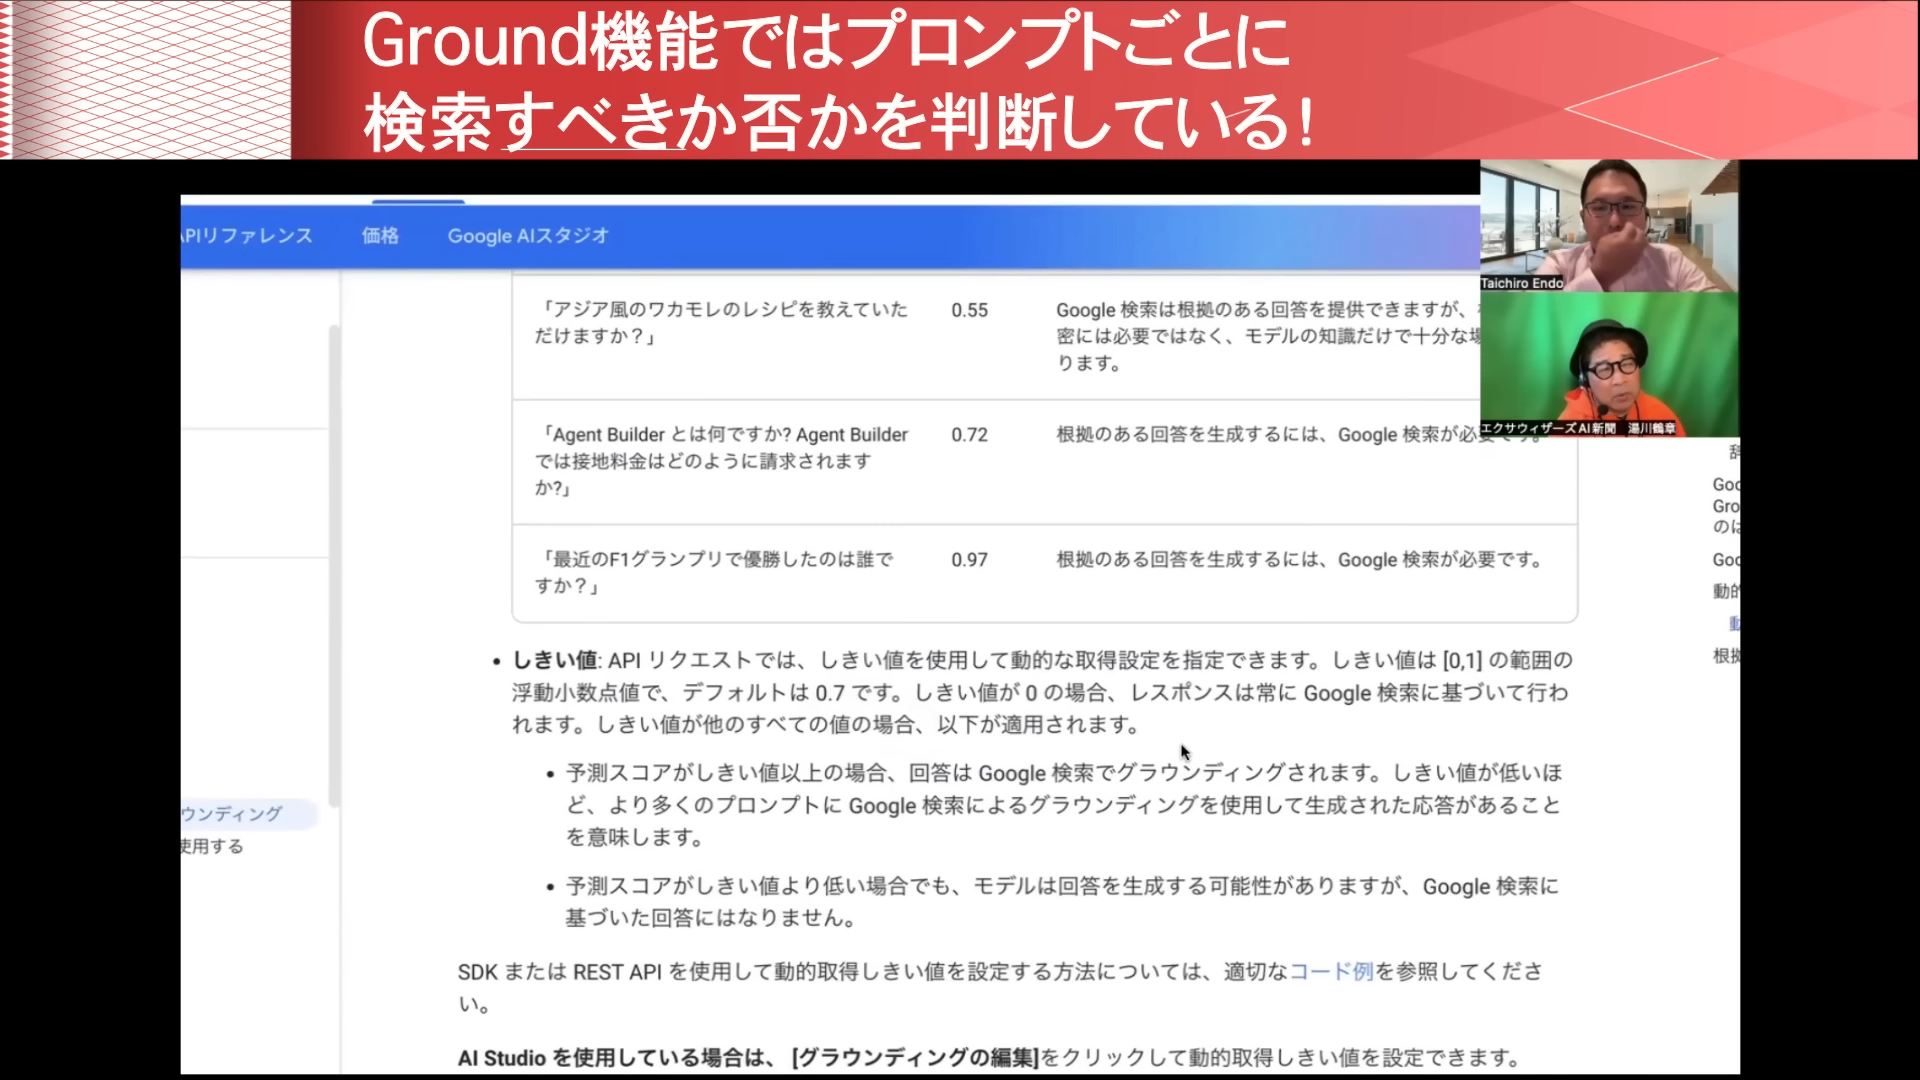 Ground機能ではプロンプトごとに
検索すべきか否かを判断している!
APIリファレンス
価格
Google AIスタジオ
「アジア風のワカモレのレシピを教えていた
だけますか？」
0.55
Google 検索は根拠のある回答を提供できますが、
密には必要ではなく、モデルの知識だけで十分な場
ります。
「Agent Builder とは何ですか? Agent Builder
では接地料金はどのように請求されます
か?」
0.72
根拠のある回答を生成するには、Google 検索が必要です。
「最近のF1グランプリで優勝したのは誰で
すか？」
0.97
根拠のある回答を生成するには、Google 検索が必要です。
• しきい値: API リクエストでは、しきい値を使用して動的な取得設定を指定できます。しきい値は [0,1] の範囲の
浮動小数点値で、デフォルトは 0.7 です。しきい値が 0 の場合、レスポンスは常に Google 検索に基づいて行わ
れます。しきい値が他のすべての値の場合、以下が適用されます。
• 予測スコアがしきい値以上の場合、回答は Google 検索でグラウンディングされます。しきい値が低いほ
ど、より多くのプロンプトに Google 検索によるグラウンディングを使用して生成された応答があること
を意味します。
• 予測スコアがしきい値より低い場合でも、モデルは回答を生成する可能性がありますが、Google 検索に
基づいた回答にはなりません。
SDK または REST API を使用して動的取得しきい値を設定する方法については、適切なコード例を参照してくださ
い。
AI Studio を使用している場合は、 [グラウンディングの編集]をクリックして動的取得しきい値を設定できます。
ウンディング
使用する
Taichiro Endo
エクサウィザーズAI新聞 湯川鶴章
辞
Goo
Gro
のは
Goo
動的
動
根拠